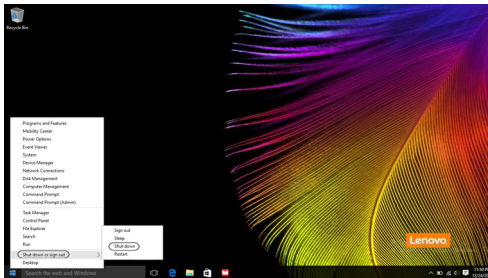 Recycle Bin
Programs and Features
Mobility Center
Power Options
Event Viewer
System
Device Manager
Network Connections
Disk Management
Computer Management
Command Prompt
Command Prompt (Admin)
Task Manager
Control Panel
File Explorer
Search
Run
Shut down or sign out
Desktop
Sign out
Sleep
Shut down
Restart
Lenovo
Search the web and Windows